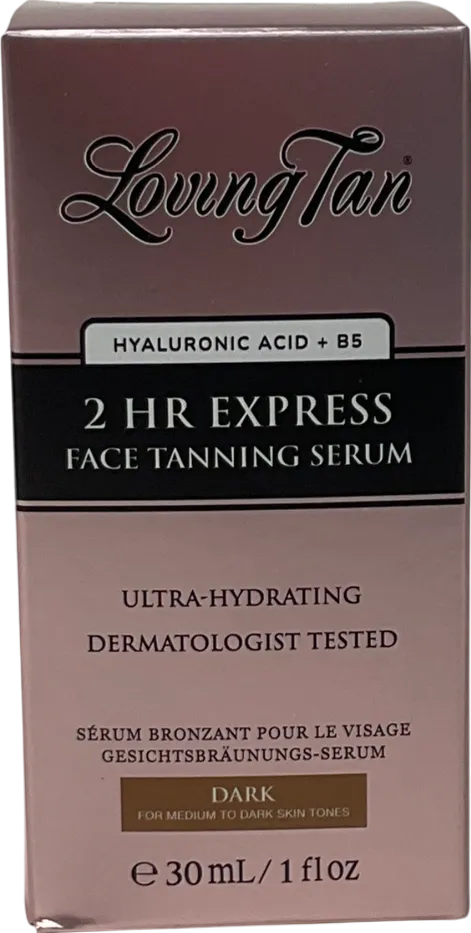 Loving Tan®
HYALURONIC ACID + B5
2 HR EXPRESS
FACE TANNING SERUM
ULTRA-HYDRATING
DERMATOLOGIST TESTED
SÉRUM BRONZANT POUR LE VISAGE
GESICHTSBRÄUNUNGS-SERUM
DARK
FOR MEDIUM TO DARK SKIN TONES
℮ 30 mL / 1 fl oz